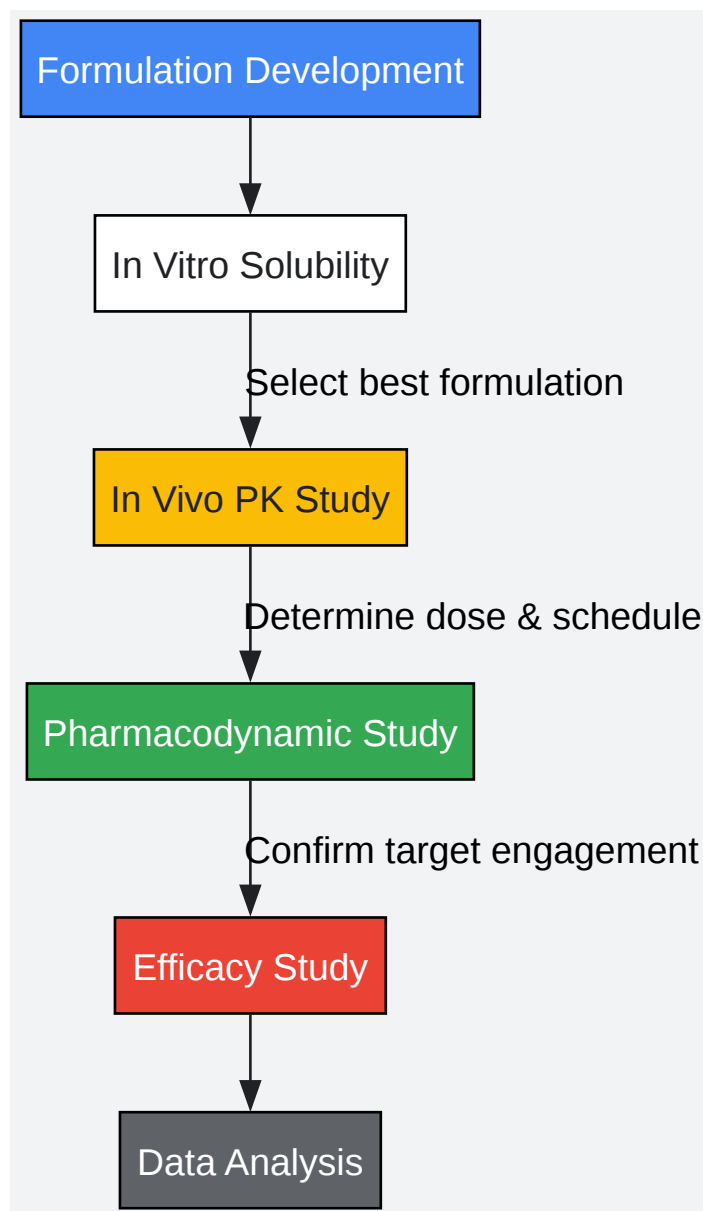 Formulation Development
In Vitro Solubility
Select best formulation
In Vivo PK Study
Determine dose & schedule
Pharmacodynamic Study
Confirm target engagement
Efficacy Study
Data Analysis